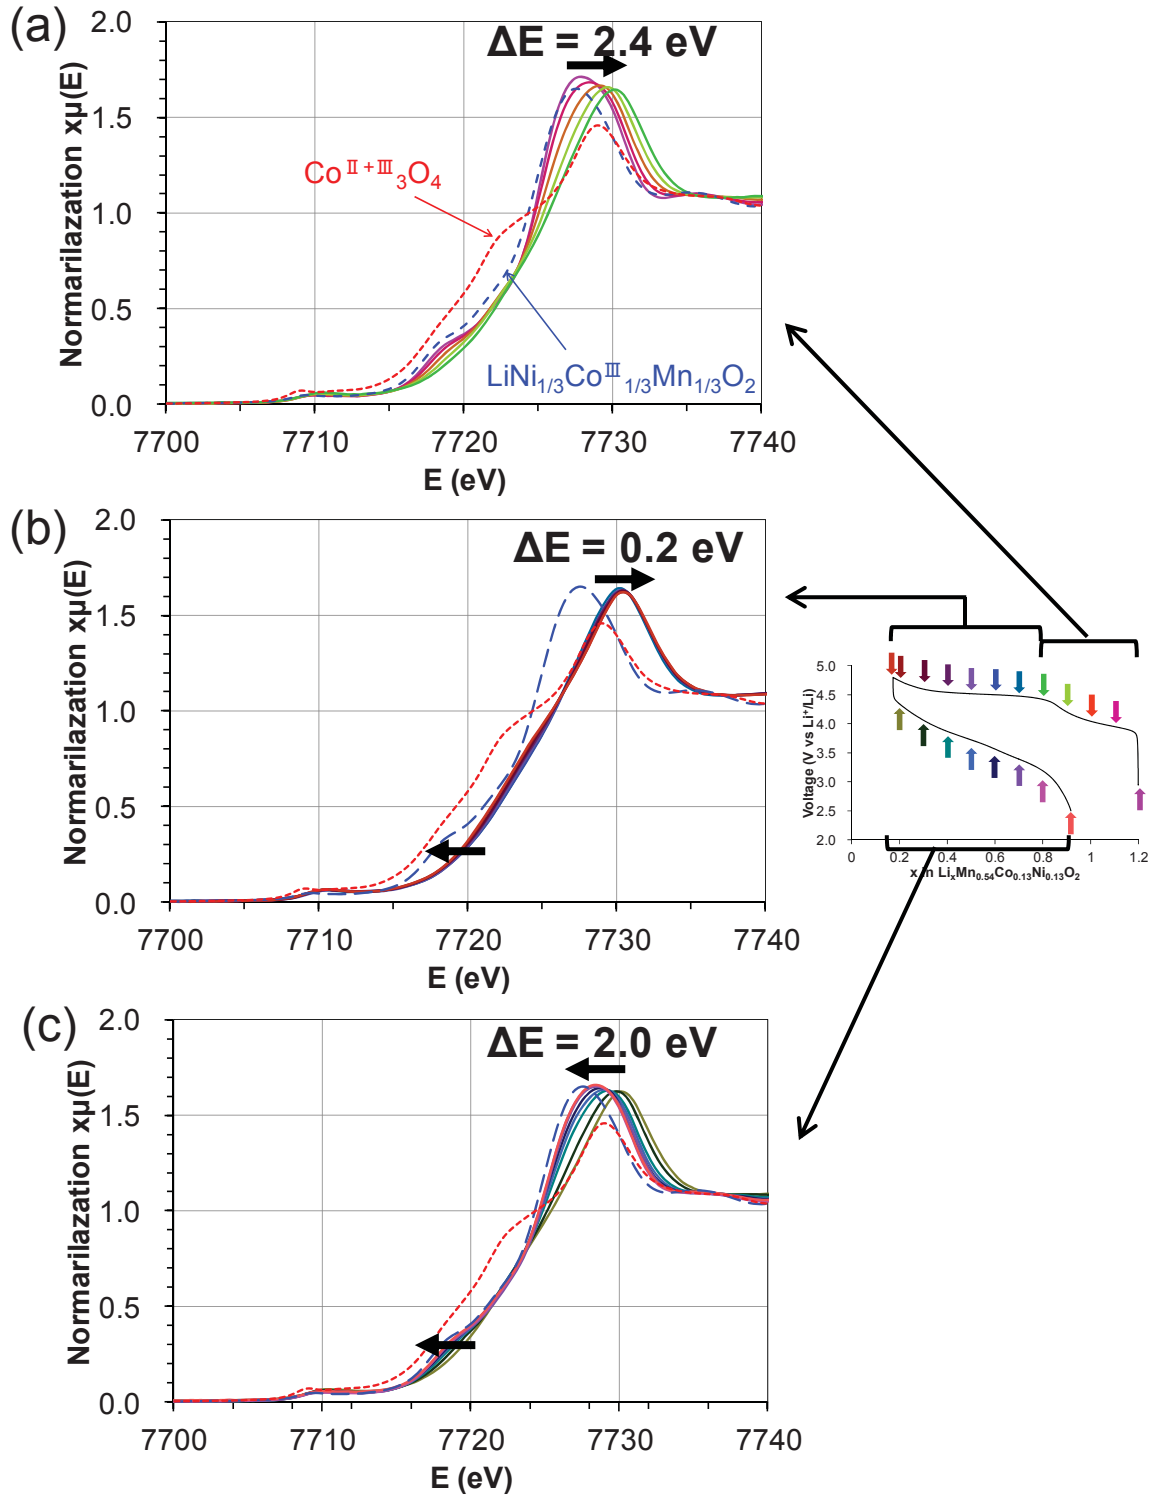 (a)
ΔE = 2.4 eV
Normarilazation xμ(E)
2.0
1.5
1.0
0.5
0.0
Co Ⅱ+Ⅲ 3O4
LiNi1/3CoⅢ1/3Mn1/3O2
7700 7710 7720 7730 7740
E (eV)
(b)
ΔE = 0.2 eV
Normarilazation xμ(E)
2.0
1.5
1.0
0.5
0.0
7700 7710 7720 7730 7740
E (eV)
Voltage (V vs Li+/Li)
5.0
4.5
4.0
3.5
3.0
2.5
2.0
0 0.2 0.4 0.6 0.8 1 1.2
x in LixMn0.54Co0.13Ni0.13O2
(c)
ΔE = 2.0 eV
Normarilazation xμ(E)
2.0
1.5
1.0
0.5
0.0
7700 7710 7720 7730 7740
E (eV)